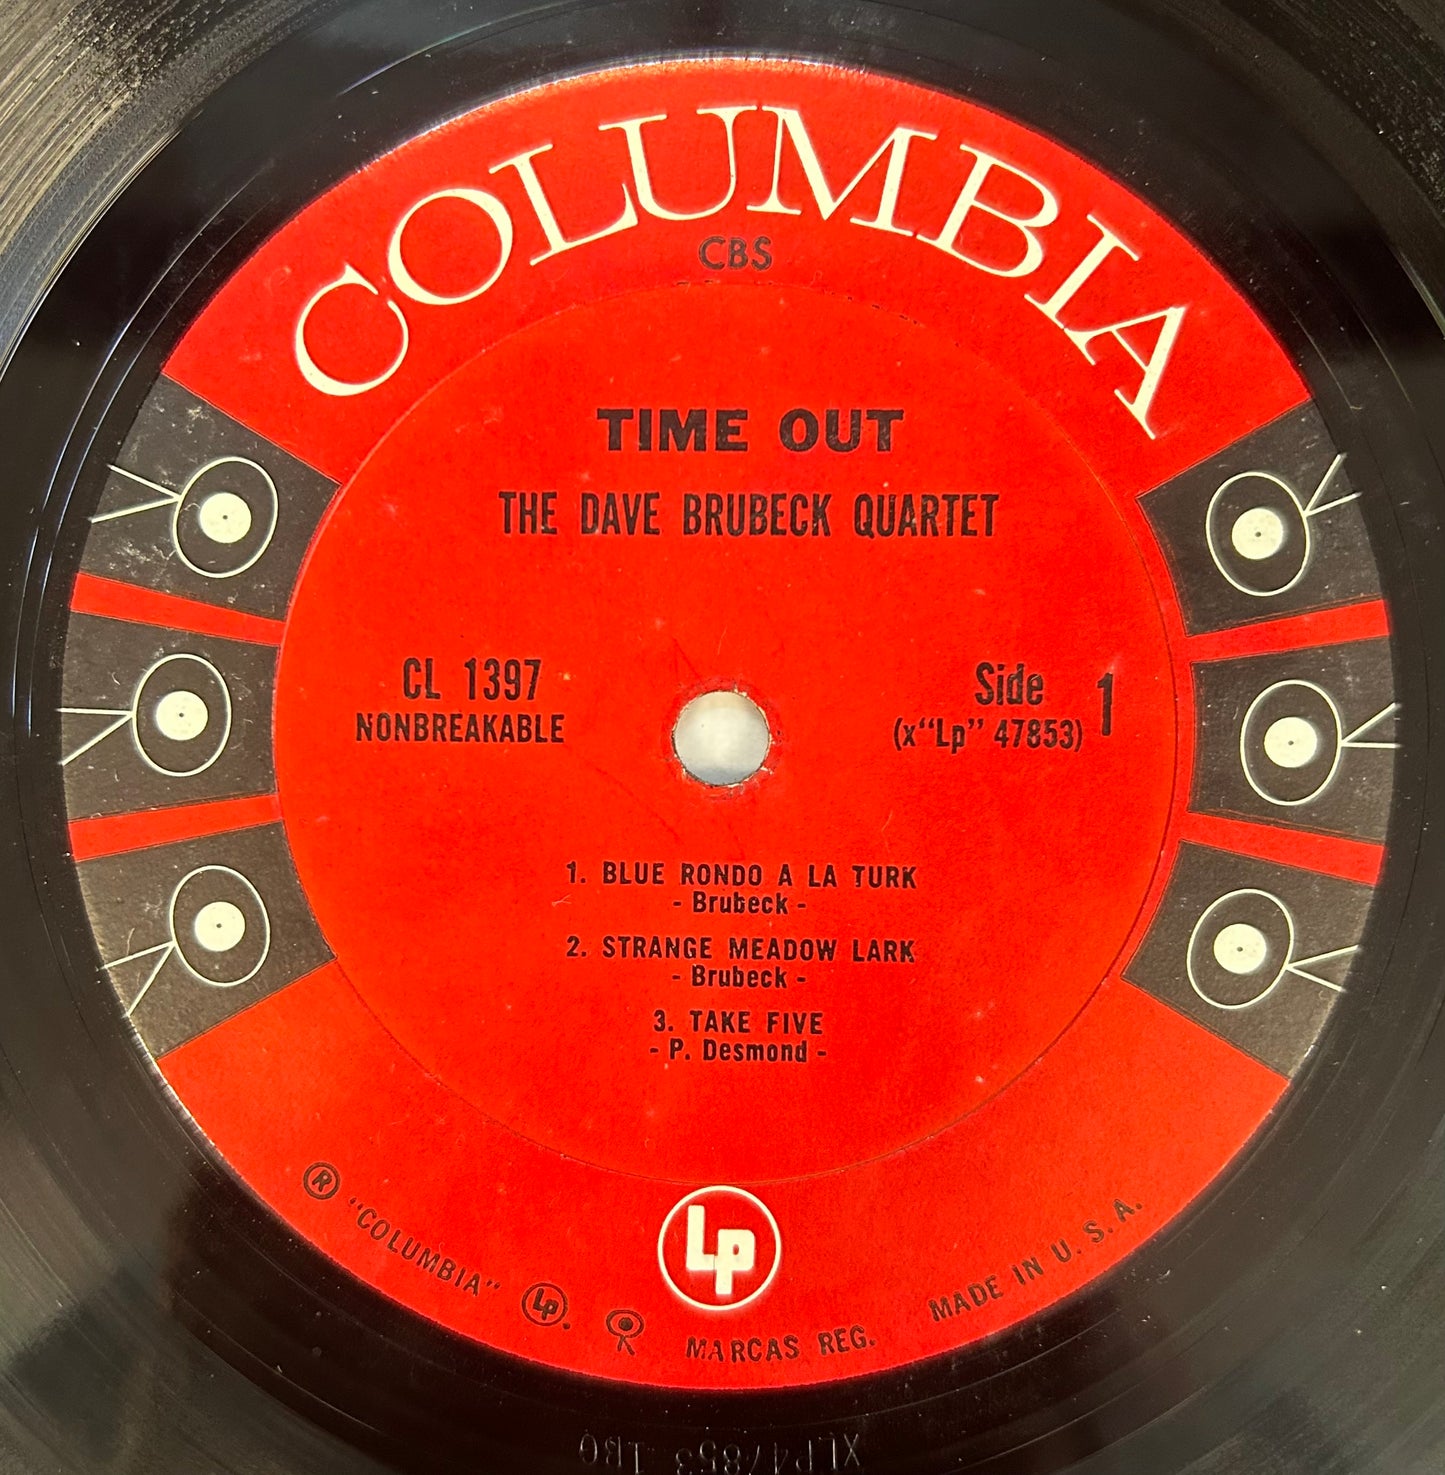 COLUMBIA
CBS
TIME OUT
THE DAVE BRUBECK QUARTET
CL 1397
NONBREAKABLE
Side 1
(x“Lp” 47853)
1. BLUE RONDO A LA TURK
- Brubeck -
2. STRANGE MEADOW LARK
- Brubeck -
3. TAKE FIVE
- P. Desmond -
Lp
® “COLUMBIA” Lp. MARCAS REG. MADE IN U. S. A.
XLP47853 1BG